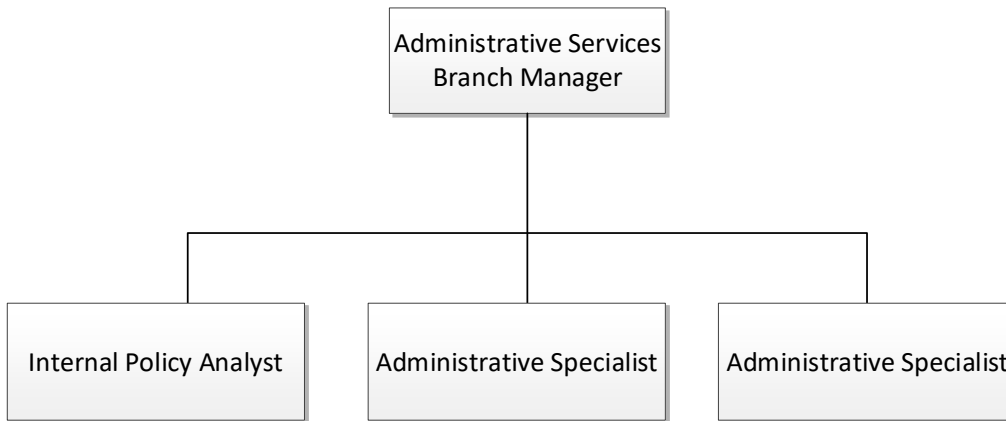 Administrative Services
Branch Manager
Internal Policy Analyst
Administrative Specialist
Administrative Specialist